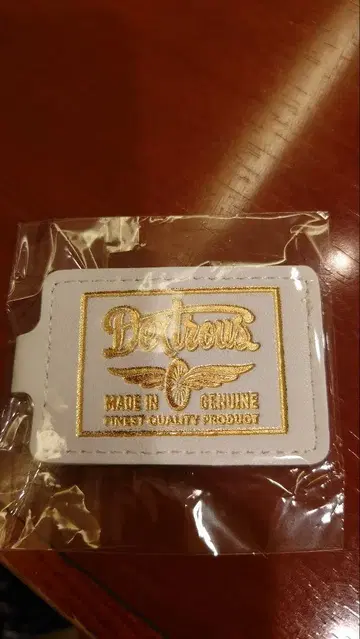 Dextrous
MADE IN GENUINE
FINEST QUALITY PRODUCT